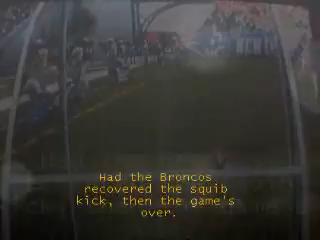 Had the Broncos
recovered the squib
kick, then the game's
over.